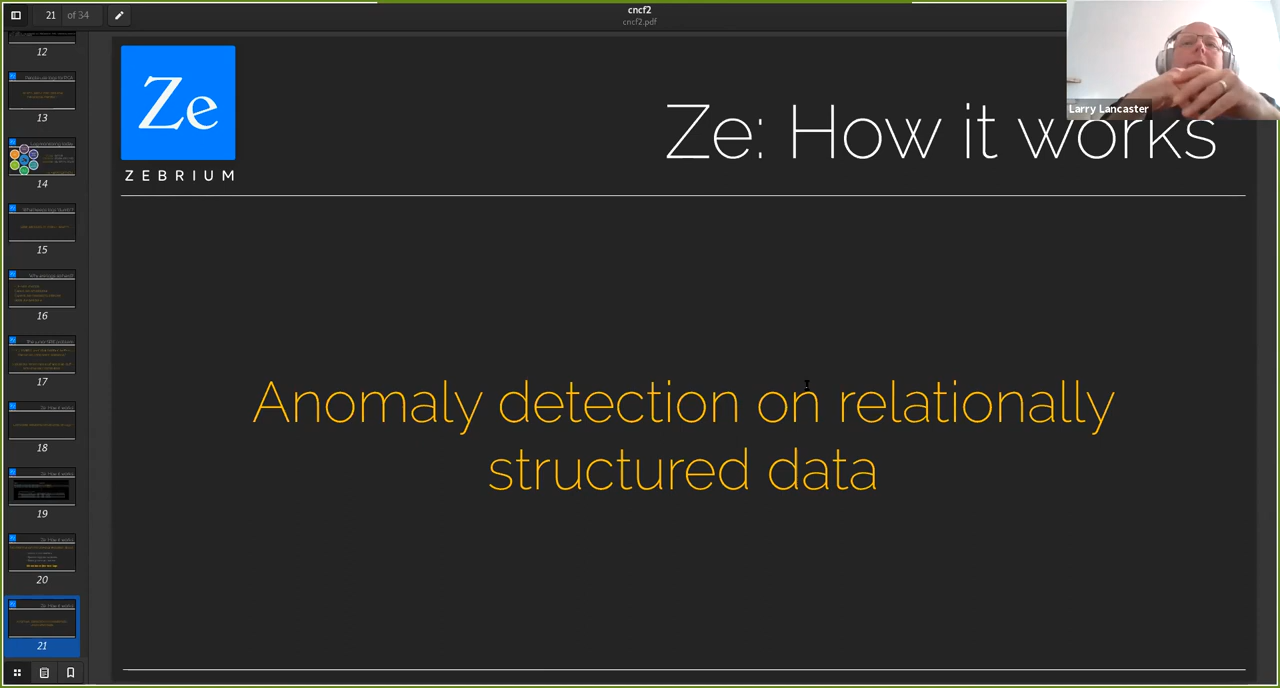 21 of 34
cncf2
cncf2.pdf
Larry Lancaster
Ze
ZEBRIUM
Ze: How it works
Anomaly detection on relationally
structured data
12
13
14
15
16
17
18
19
20
21